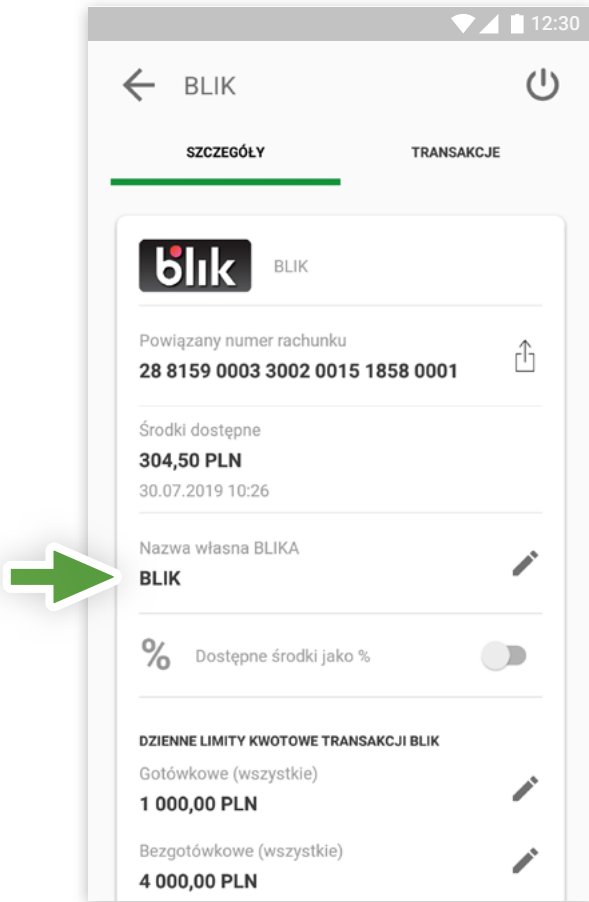 12:30
BLIK
SZCZEGÓŁY TRANSAKCJE
blik BLIK
Powiązany numer rachunku
28 8159 0003 3002 0015 1858 0001
Środki dostępne
304,50 PLN
30.07.2019 10:26
Nazwa własna BLIKA
BLIK
% Dostępne środki jako %
DZIENNE LIMITY KWOTOWE TRANSAKCJI BLIK
Gotówkowe (wszystkie)
1 000,00 PLN
Bezgotówkowe (wszystkie)
4 000,00 PLN